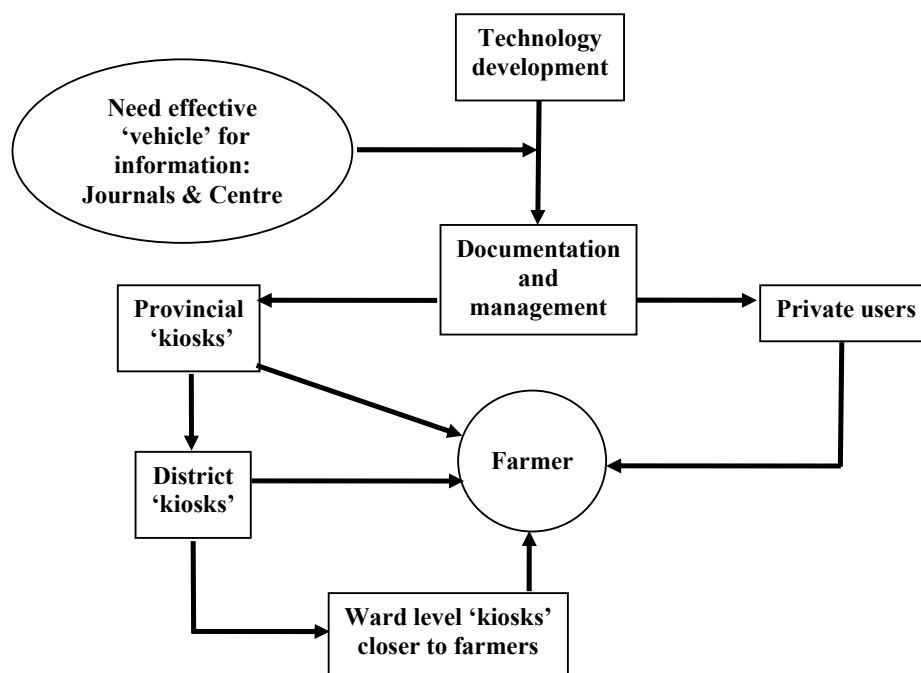 Technology
development
Need effective
‘vehicle’ for
information:
Journals & Centre
Documentation
and
management
Provincial
‘kiosks’
Private users
Farmer
District
‘kiosks’
Ward level ‘kiosks’
closer to farmers